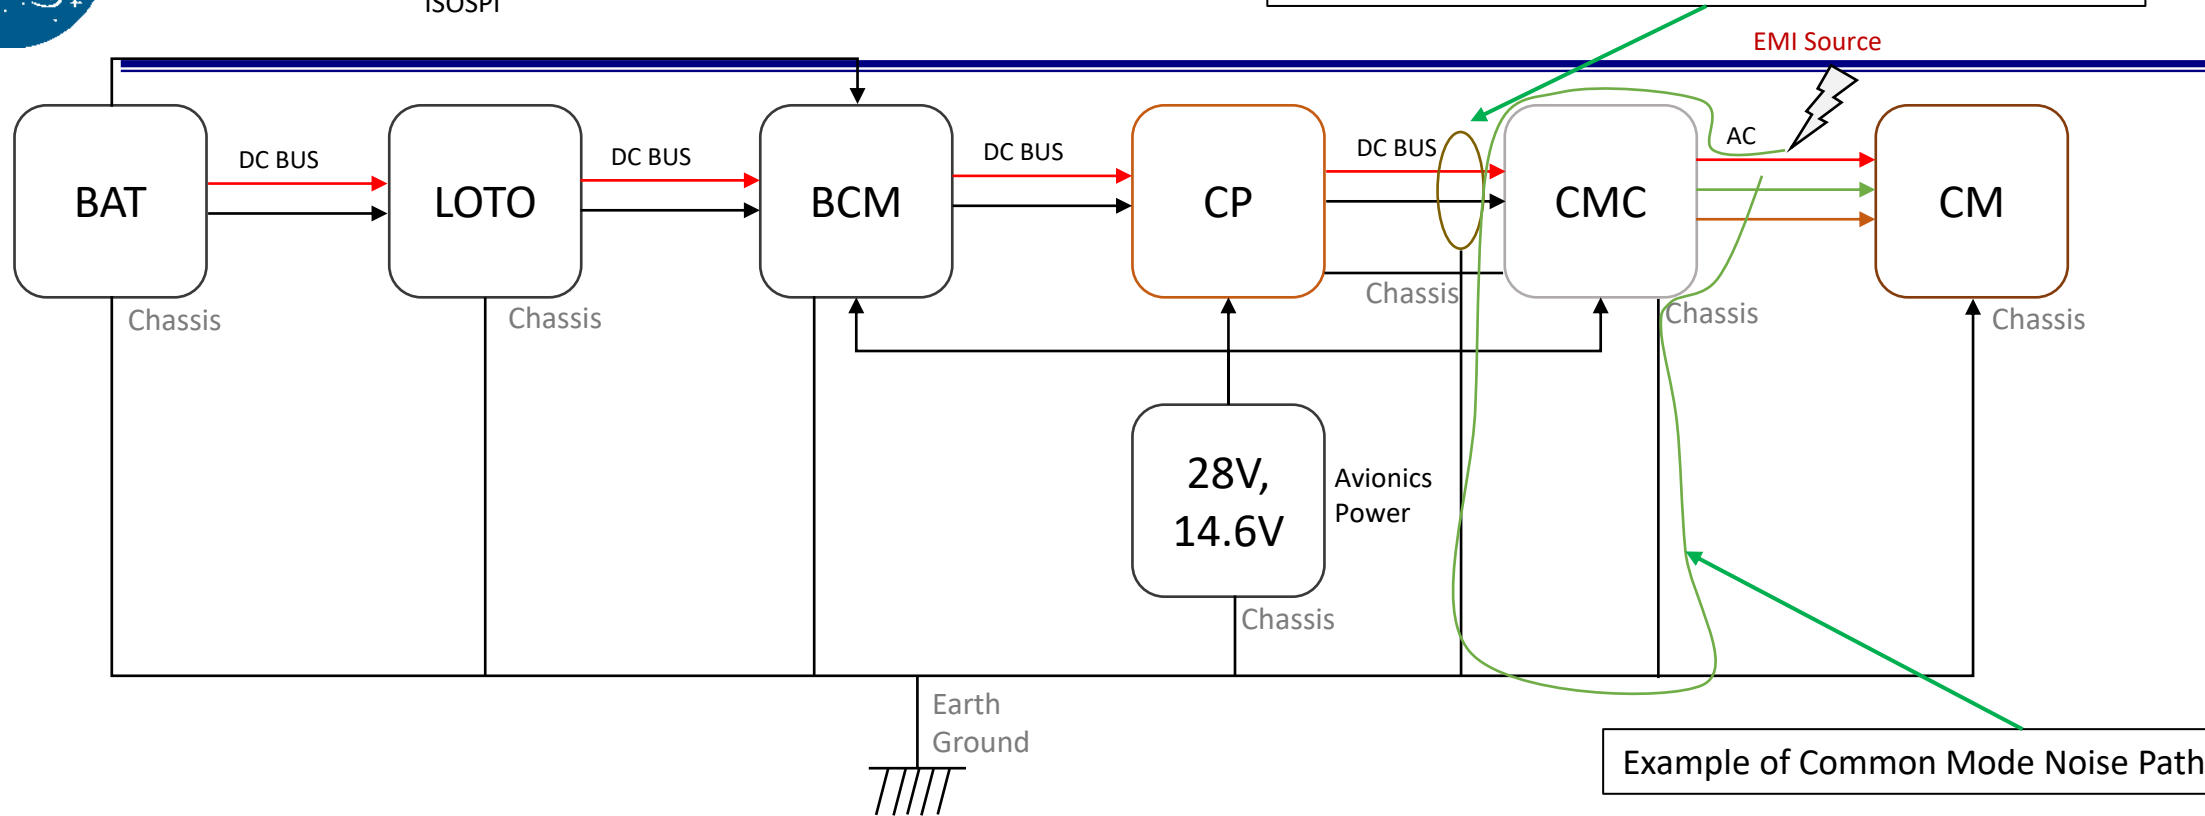 ISOSPI
EMI Source
DC BUS
DC BUS
DC BUS
DC BUS
AC
BAT
LOTO
BCM
CP
CMC
CM
Chassis
Chassis
Chassis
Chassis
Chassis
28V,
14.6V
Avionics
Power
Chassis
Earth
Ground
Example of Common Mode Noise Path